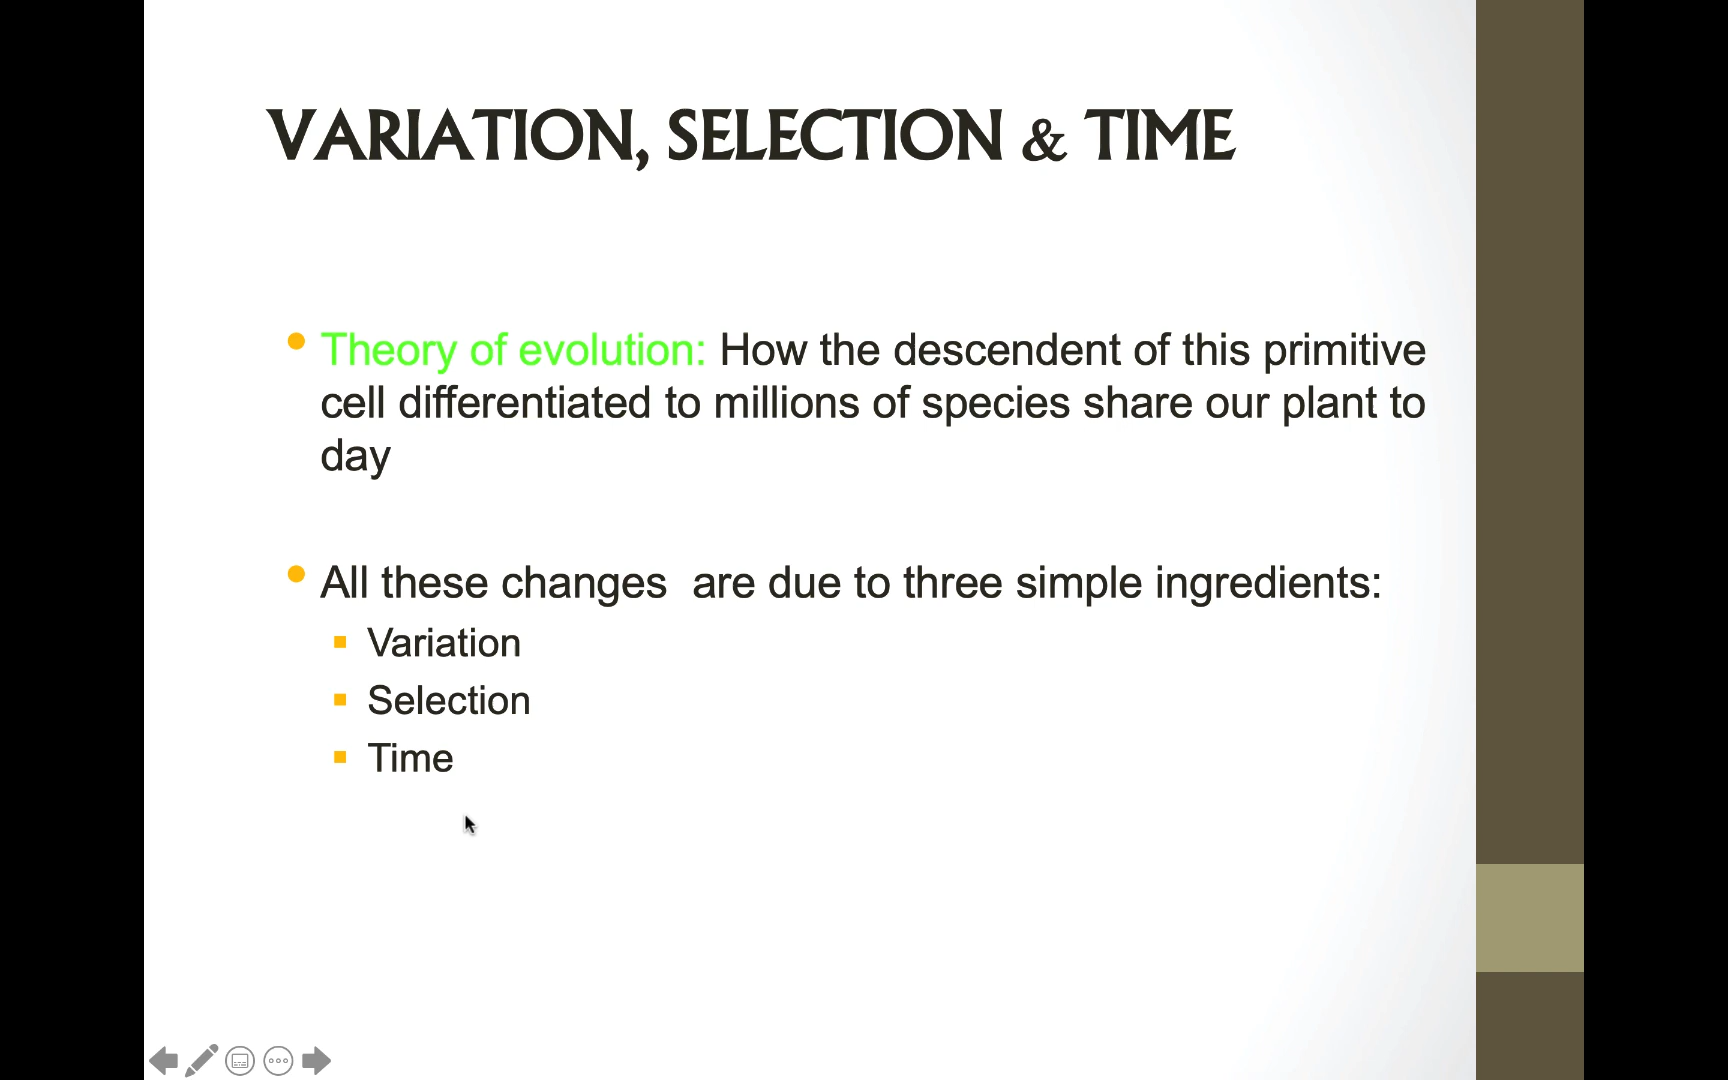 VARIATION, SELECTION & TIME
Theory of evolution: How the descendent of this primitive
cell differentiated to millions of species share our plant to
day
All these changes  are due to three simple ingredients:
Variation
Selection
Time